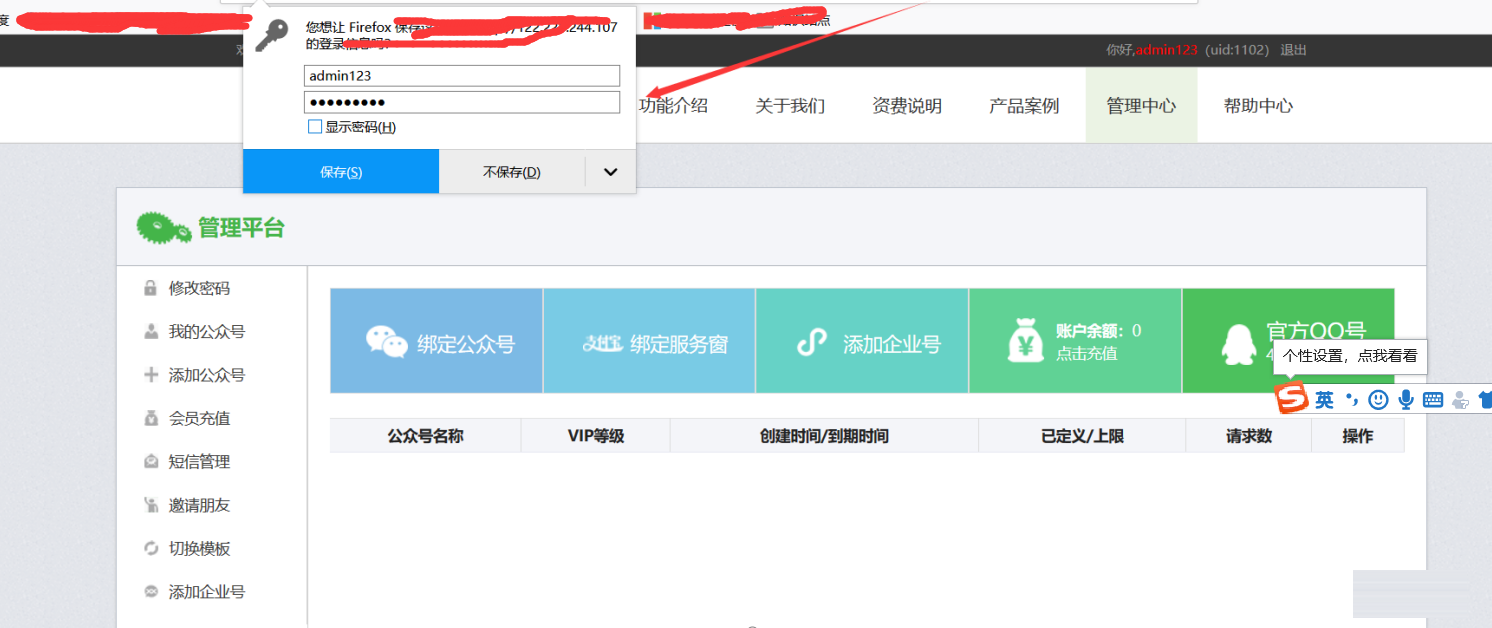 度
您想让 Firefox 保存
244.107
的登录信息吗?
admin123
显示密码(H)
保存(S)
不保存(D)
你好,admin123 (uid:1102) 退出
功能介绍
关于我们
资费说明
产品案例
管理中心
帮助中心
管理平台
修改密码
我的公众号
添加公众号
会员充值
短信管理
邀请朋友
切换模板
添加企业号
绑定公众号
支付宝 绑定服务窗
添加企业号
账户余额: 0
点击充值
官方QQ号
4
个性设置，点我看看
S 英
公众号名称
VIP等级
创建时间/到期时间
已定义/上限
请求数
操作